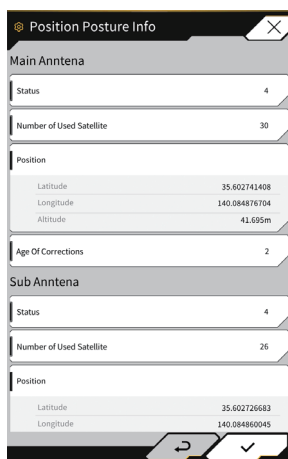 Position Posture Info
Main Anntena
Status 4
Number of Used Satellite 30
Position
Latitude 35.602741408
Longitude 140.084876704
Altitude 41.695m
Age Of Corrections 2
Sub Anntena
Status 4
Number of Used Satellite 26
Position
Latitude 35.602726683
Longitude 140.084860045